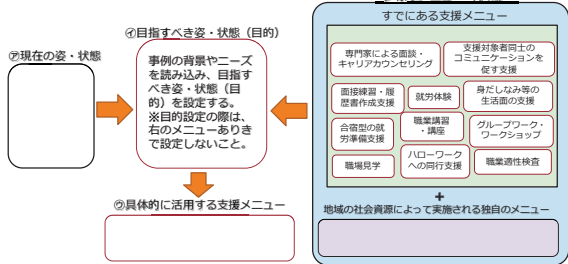 すでにある支援メニュー
㋐現在の姿・状態
㋑目指すべき姿・状態（目的）
事例の背景やニーズ
を読み込み、目指す
べき姿・状態（目
的）を設定する。
※目的設定の際は、
右のメニューありき
で設定しないこと。
専門家による面談・
キャリアカウンセリング
支援対象者同士の
コミュニケーションを
促す支援
面接練習・履
歴書作成支援
就労体験
身だしなみ等の
生活面の支援
合宿型の就
労準備支援
職業講習
・講座
グループワーク・
ワークショップ
職場見学
ハローワーク
への同行支援
職業適性検査
＋
地域の社会資源によって実施される独自のメニュー
㋒具体的に活用する支援メニュー